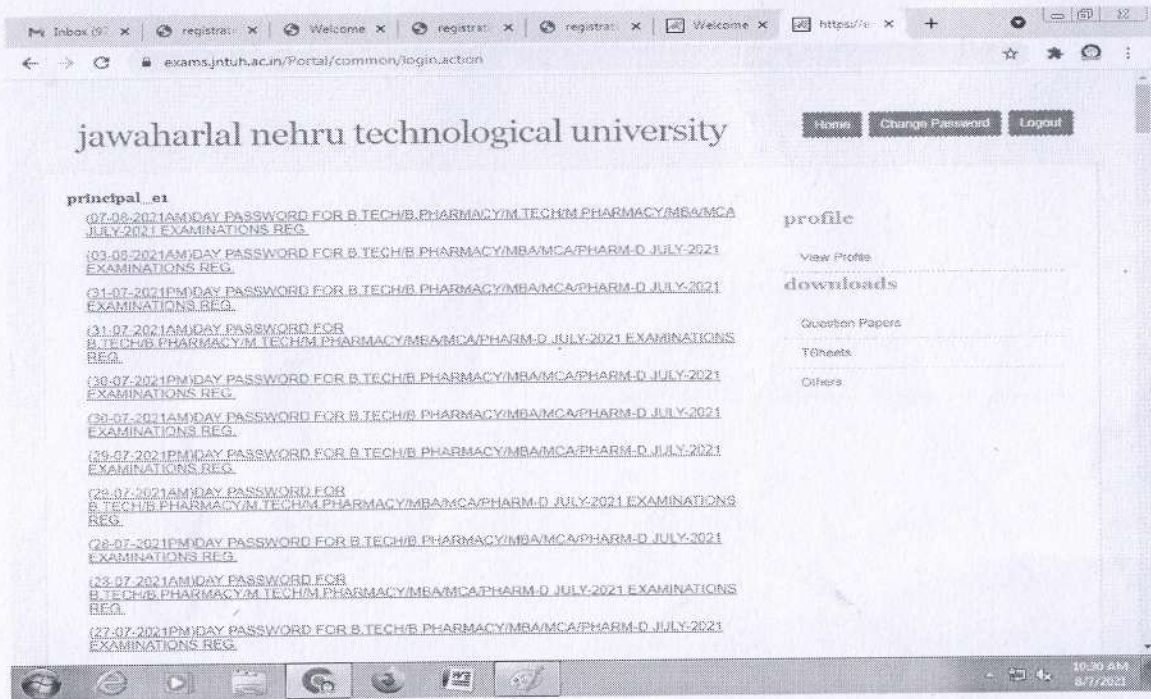 Inbox (97
registrati
Welcome
registrati
registrati
Welcome
https://e
exams.jntuh.ac.in/Portal/common/login.action
jawaharlal nehru technological university
Home
Change Password
Logout
principal_e1
(07-08-2021AM)DAY PASSWORD FOR B.TECH/B.PHARMACY/M.TECH/M.PHARMACY/MBA/MCA
JULY-2021 EXAMINATIONS REG.
(03-08-2021AM)DAY PASSWORD FOR B.TECH/B.PHARMACY/MBA/MCA/PHARM-D JULY-2021
EXAMINATIONS REG.
(31-07-2021PM)DAY PASSWORD FOR B.TECH/B.PHARMACY/MBA/MCA/PHARM-D JULY-2021
EXAMINATIONS REG.
(31-07-2021AM)DAY PASSWORD FOR
B.TECH/B.PHARMACY/M.TECH/M.PHARMACY/MBA/MCA/PHARM-D JULY-2021 EXAMINATIONS
REG.
(30-07-2021PM)DAY PASSWORD FOR B.TECH/B.PHARMACY/MBA/MCA/PHARM-D JULY-2021
EXAMINATIONS REG.
(30-07-2021AM)DAY PASSWORD FOR B.TECH/B.PHARMACY/MBA/MCA/PHARM-D JULY-2021
EXAMINATIONS REG.
(29-07-2021PM)DAY PASSWORD FOR B.TECH/B.PHARMACY/MBA/MCA/PHARM-D JULY-2021
EXAMINATIONS REG.
(29-07-2021AM)DAY PASSWORD FOR
B.TECH/B.PHARMACY/M.TECH/M.PHARMACY/MBA/MCA/PHARM-D JULY-2021 EXAMINATIONS
REG.
(28-07-2021PM)DAY PASSWORD FOR B.TECH/B.PHARMACY/MBA/MCA/PHARM-D JULY-2021
EXAMINATIONS REG.
(28-07-2021AM)DAY PASSWORD FOR
B.TECH/B.PHARMACY/M.TECH/M.PHARMACY/MBA/MCA/PHARM-D JULY-2021 EXAMINATIONS
REG.
(27-07-2021PM)DAY PASSWORD FOR B.TECH/B.PHARMACY/MBA/MCA/PHARM-D JULY-2021
EXAMINATIONS REG.
profile
View Profile
downloads
Question Papers
TSheets
Others
10:30 AM
8/7/2021